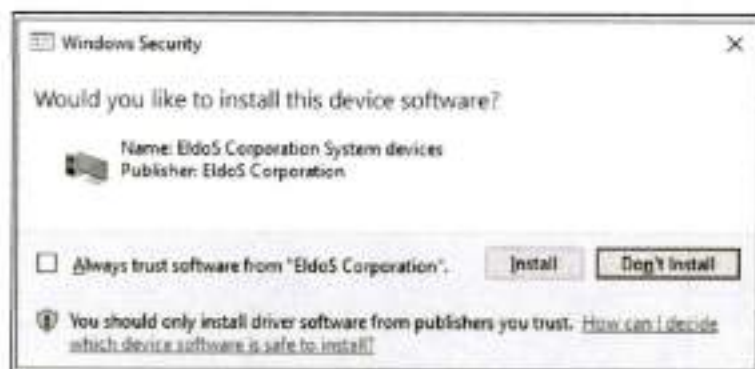 Windows Security
Would you like to install this device software?
Name: EldoS Corporation System devices
Publisher: EldoS Corporation
Always trust software from "EldoS Corporation".
Install
Don't Install
You should only install driver software from publishers you trust. How can I decide
which device software is safe to install?